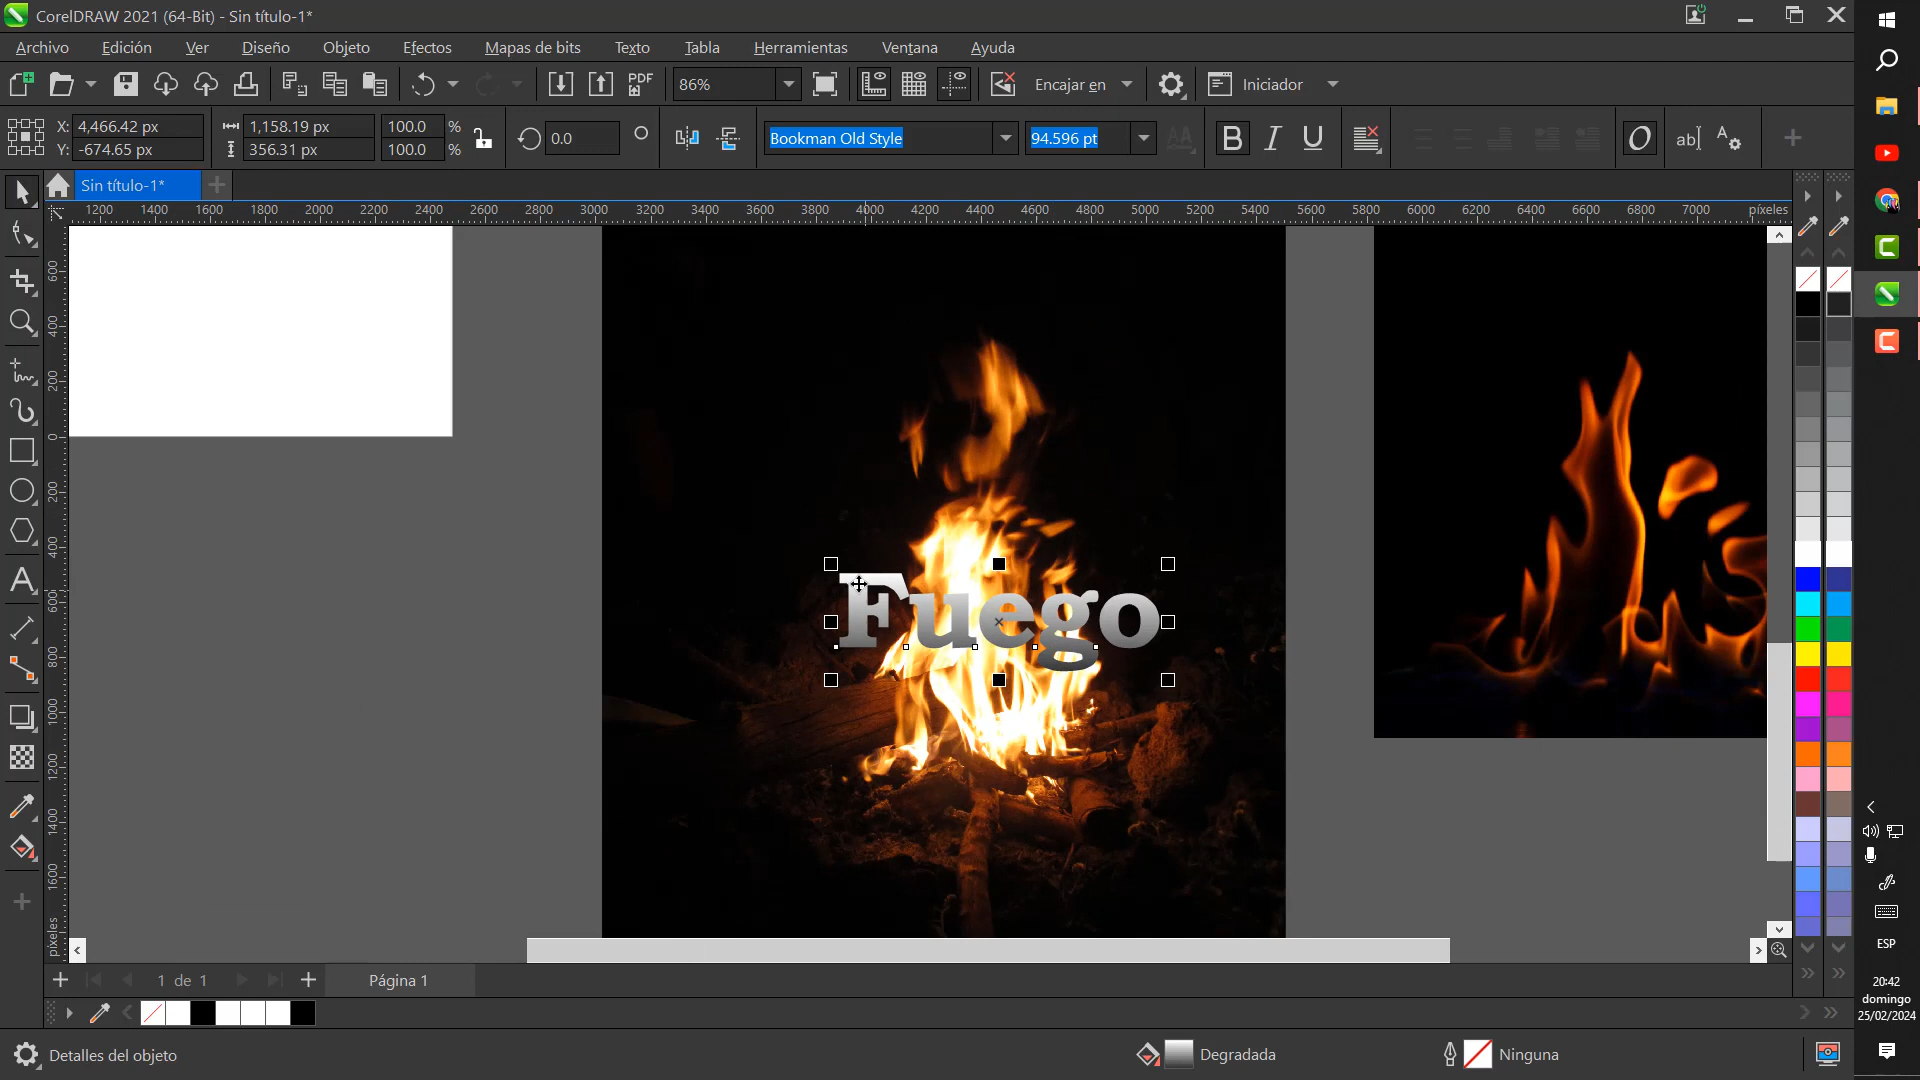 CorelDRAW 2021 (64-Bit) - Sin título-1*
Archivo Edición Ver Diseño Objeto Efectos Mapas de bits Texto Tabla Herramientas Ventana Ayuda
PDF 86% Encajar en Iniciador
X: 4,466.42 px 1,158.19 px 100.0 % 0.0 Bookman Old Style 94.596 pt B I U O ab
Y: -674.65 px 356.31 px 100.0 %
Sin título-1*
1200 1400 1600 1800 2000 2200 2400 2600 2800 3000 3200 3400 3600 3800 4000 4200 4400 4600 4800 5000 5200 5400 5600 5800 6000 6200 6400 6600 6800 7000 píxeles
600
400
200
0
200
400
600
800
1000
1200
1400
1600
píxeles
Fuego
1 de 1 Página 1
Detalles del objeto Degradada Ninguna
ESP
20:42
domingo
25/02/2024